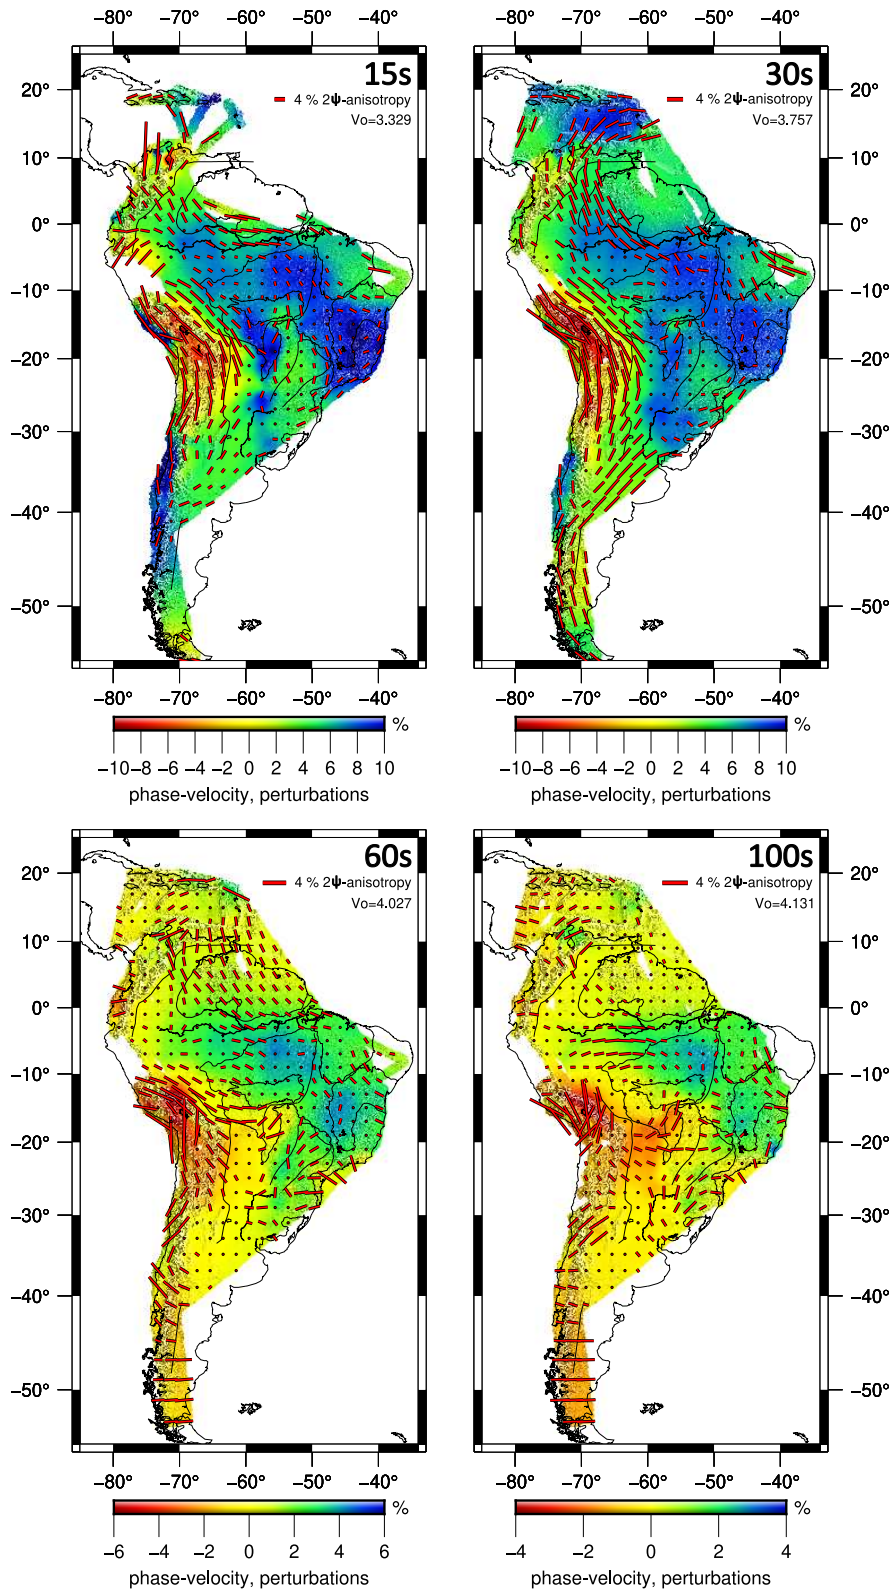 −80° −70° −60° −50° −40°
−80° −70° −60° −50° −40°
15s
4 % 2ψ-anisotropy
Vo=3.329
30s
4 % 2ψ-anisotropy
Vo=3.757
20°
10°
0°
−10°
−20°
−30°
−40°
−50°
20°
10°
0°
−10°
−20°
−30°
−40°
−50°
−80° −70° −60° −50° −40°
−80° −70° −60° −50° −40°
%
−10 −8 −6 −4 −2 0 2 4 6 8 10
phase-velocity, perturbations
%
−10 −8 −6 −4 −2 0 2 4 6 8 10
phase-velocity, perturbations
60s
4 % 2ψ-anisotropy
Vo=4.027
100s
4 % 2ψ-anisotropy
Vo=4.131
20°
10°
0°
−10°
−20°
−30°
−40°
−50°
20°
10°
0°
−10°
−20°
−30°
−40°
−50°
−80° −70° −60° −50° −40°
−80° −70° −60° −50° −40°
%
−6 −4 −2 0 2 4 6
phase-velocity, perturbations
%
−4 −2 0 2 4
phase-velocity, perturbations